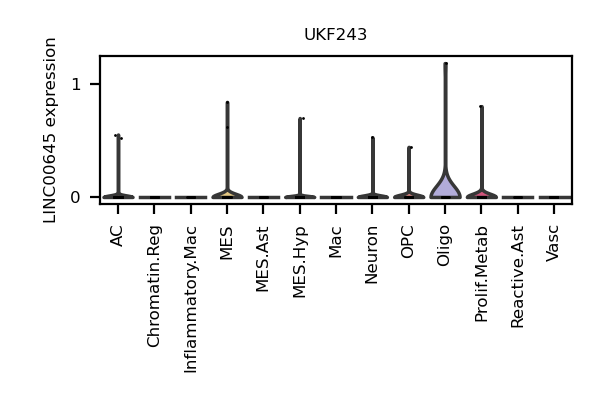 UKF243
LINC00645 expression
1
0
AC
Chromatin.Reg
Inflammatory.Mac
MES
MES.Ast
MES.Hyp
Mac
Neuron
OPC
Oligo
Prolif.Metab
Reactive.Ast
Vasc